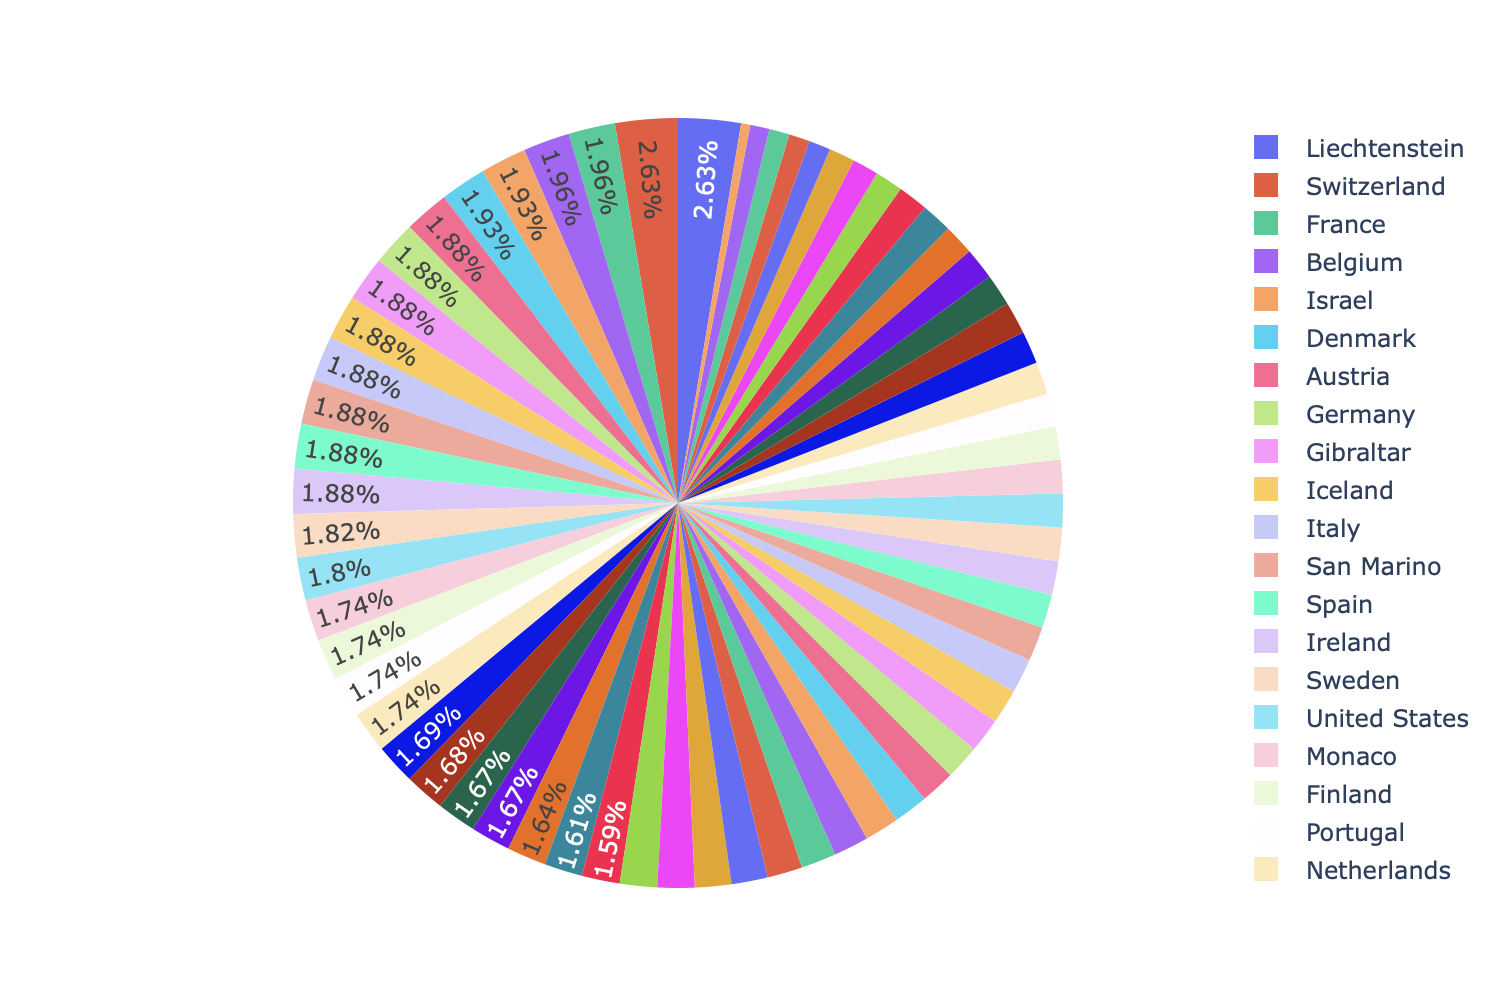 2.63%
2.63%
1.96%
1.96%
1.93%
1.93%
1.88%
1.88%
1.88%
1.88%
1.88%
1.88%
1.88%
1.88%
1.82%
1.8%
1.74%
1.74%
1.74%
1.74%
1.69%
1.68%
1.67%
1.67%
1.64%
1.61%
1.59%
Liechtenstein
Switzerland
France
Belgium
Israel
Denmark
Austria
Germany
Gibraltar
Iceland
Italy
San Marino
Spain
Ireland
Sweden
United States
Monaco
Finland
Portugal
Netherlands